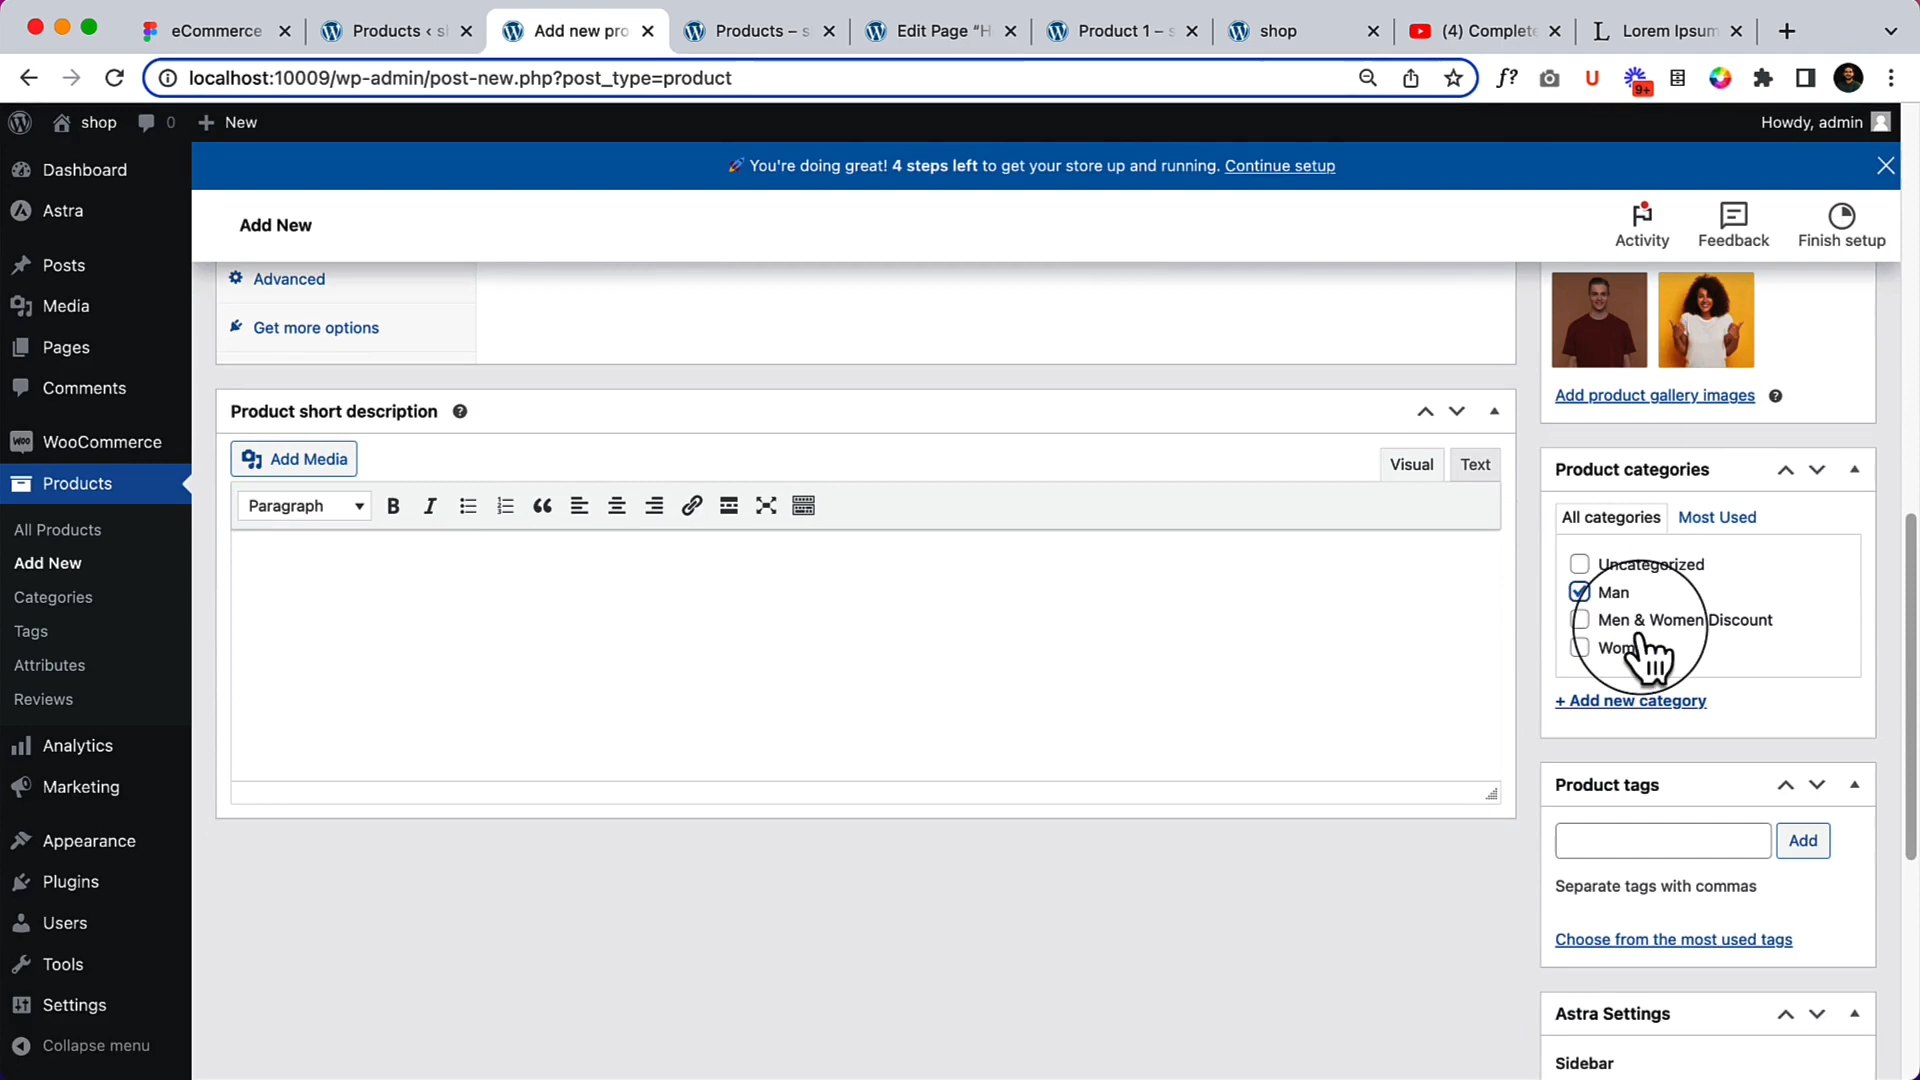 eCommerce
Products ‹ s
Add new pro
Products – s
Edit Page “H
Product 1 – s
shop
(4) Complete
Lorem Ipsum
localhost:10009/wp-admin/post-new.php?post_type=product
9+
shop 0 + New
Howdy, admin
🚀 You're doing great! 4 steps left to get your store up and running. Continue setup
Add New
Activity
Feedback
Finish setup
Dashboard
Astra
Posts
Media
Pages
Comments
WooCommerce
Products
All Products
Add New
Categories
Tags
Attributes
Reviews
Analytics
Marketing
Appearance
Plugins
Users
Tools
Settings
Collapse menu
Advanced
Get more options
Product short description
Add Media
Visual Text
Paragraph
Add product gallery images
Product categories
All categories Most Used
Uncategorized
Man
Men & Women Discount
+ Add new category
Product tags
Add
Separate tags with commas
Choose from the most used tags
Astra Settings
Sidebar